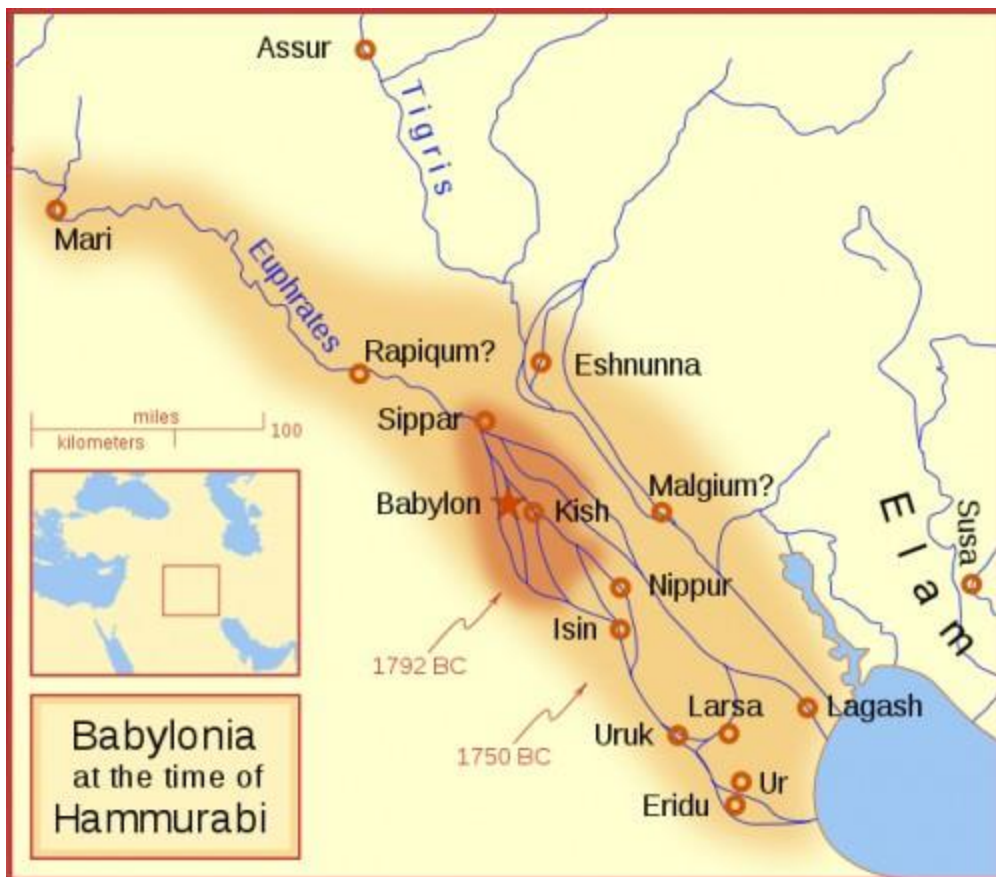 Assur
Tigris
Mari
Euphrates
Rapiqum?
Eshnunna
Sippar
miles
100
kilometers
Babylon
Kish
Malgium?
Elam
Susa
Nippur
Isin
1792 BC
Larsa
Lagash
Uruk
1750 BC
Ur
Eridu
Babylonia
at the time of
Hammurabi